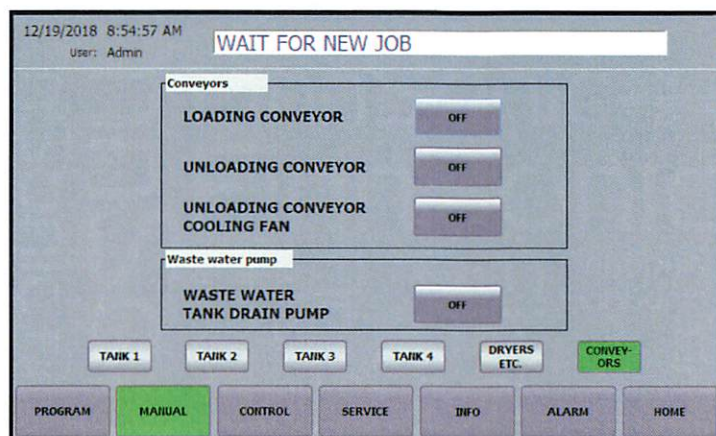 12/19/2018 8:54:57 AM
User: Admin
WAIT FOR NEW JOB
Conveyors
LOADING CONVEYOR OFF
UNLOADING CONVEYOR OFF
UNLOADING CONVEYOR
COOLING FAN OFF
Waste water pump
WASTE WATER
TANK DRAIN PUMP OFF
TANK 1 TANK 2 TANK 3 TANK 4 DRYERS
ETC. CONVEY-
ORS
PROGRAM MANUAL CONTROL SERVICE INFO ALARM HOME